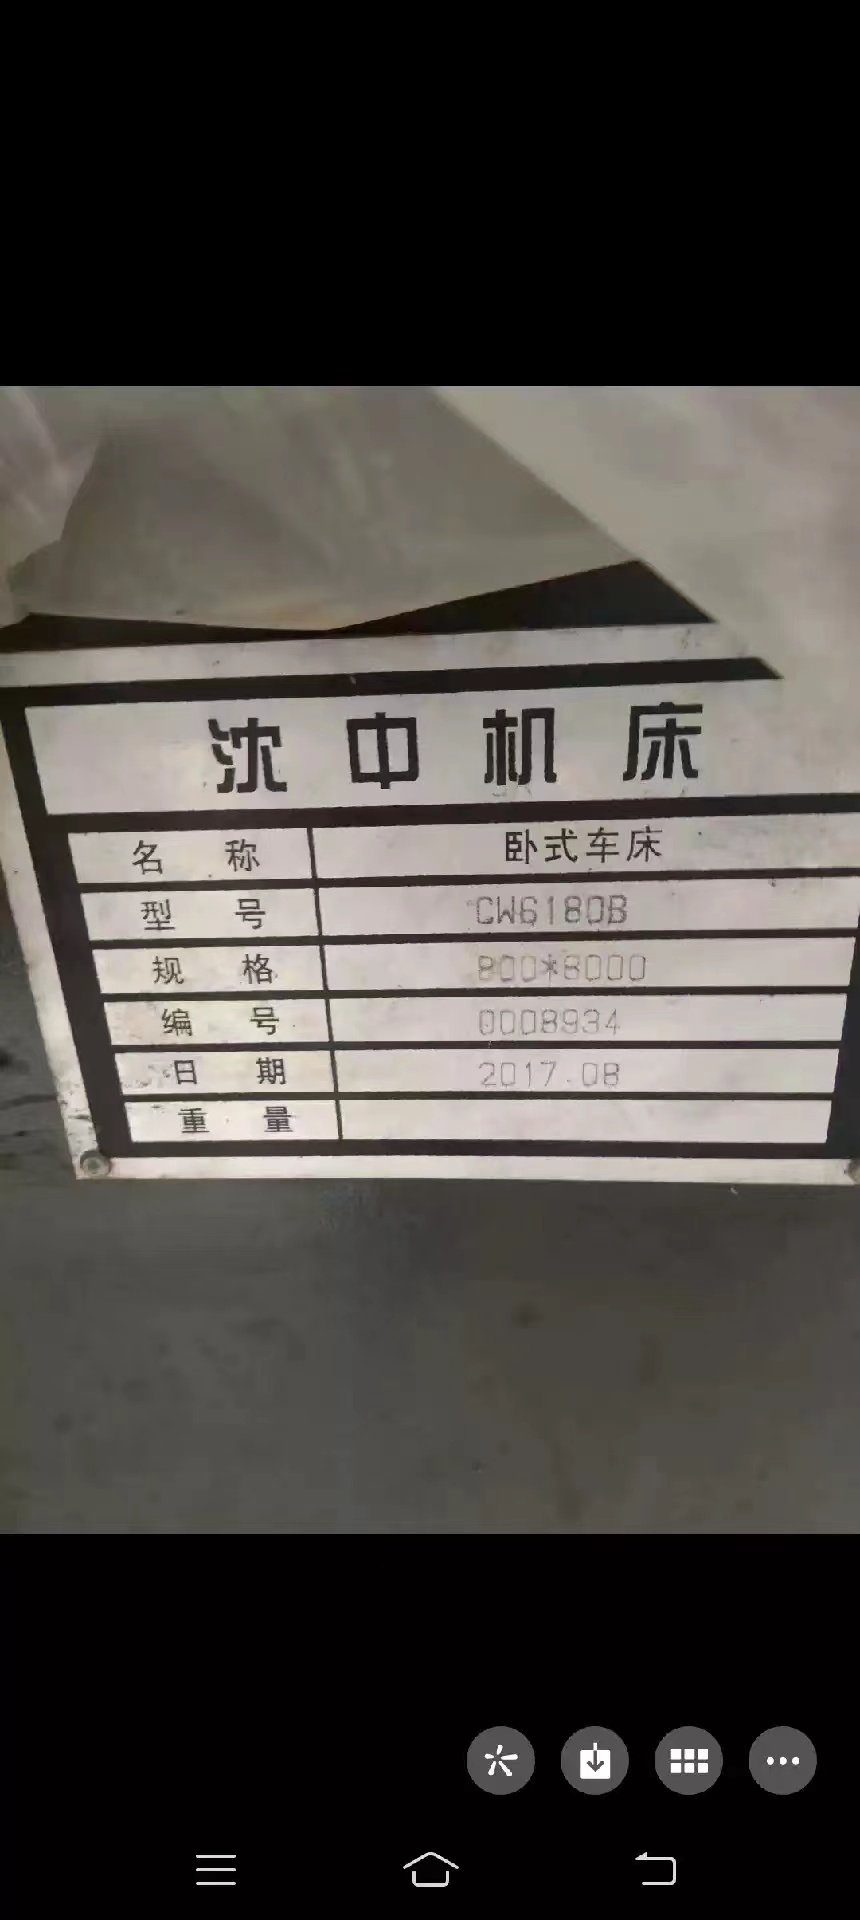 沈中机床
名 称 卧式车床
型 号 CW6180B
规 格 800*8000
编 号 0008934
日 期 2017.08
重 量